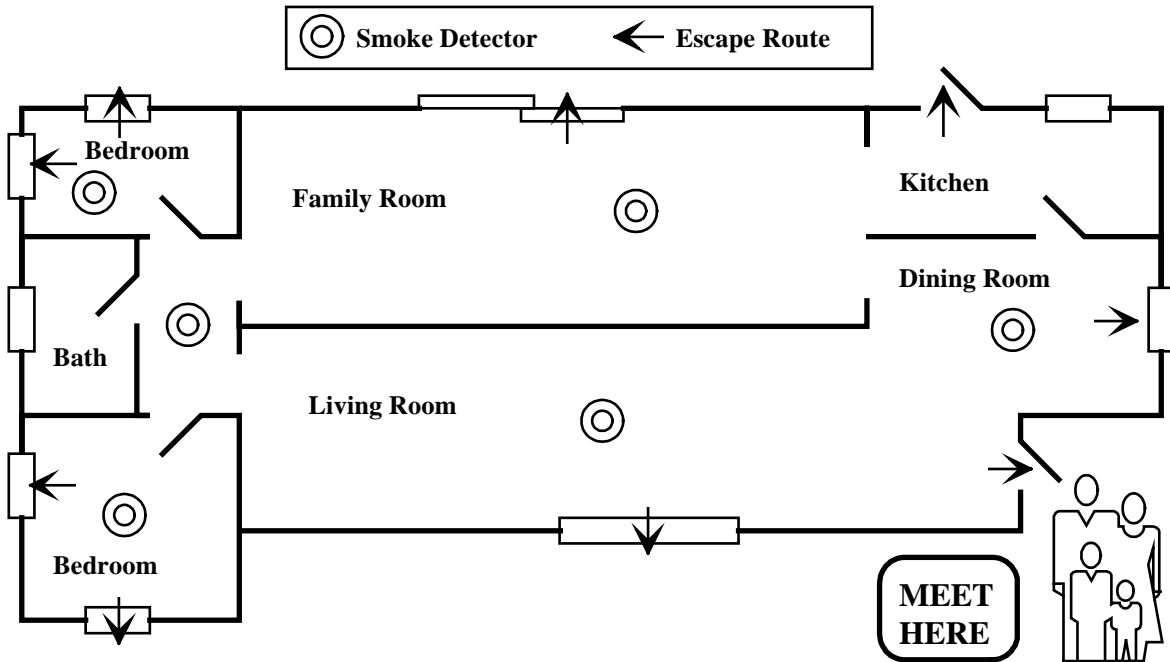 Smoke Detector
Escape Route
Bedroom
Family Room
Kitchen
Dining Room
Bath
Living Room
Bedroom
MEET
HERE